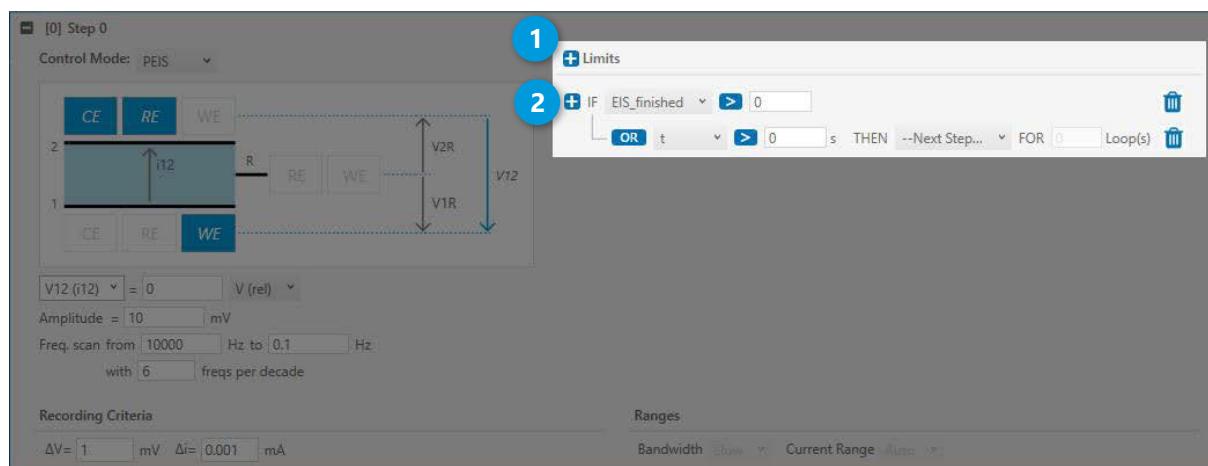 [0] Step 0
1
Control Mode: PEIS
Limits
2
IF EIS_finished > 0
OR t > 0 s THEN --Next Step... FOR 0 Loop(s)
CE RE WE
2
i12
R
RE WE
V2R
V12
V1R
1
CE RE WE
V12 (i12) = 0 V (rel)
Amplitude = 10 mV
Freq. scan from 10000 Hz to 0.1 Hz
with 6 freqs per decade
Recording Criteria
Ranges
ΔV= 1 mV Δi= 0.001 mA
Bandwidth Slow Current Range Auto